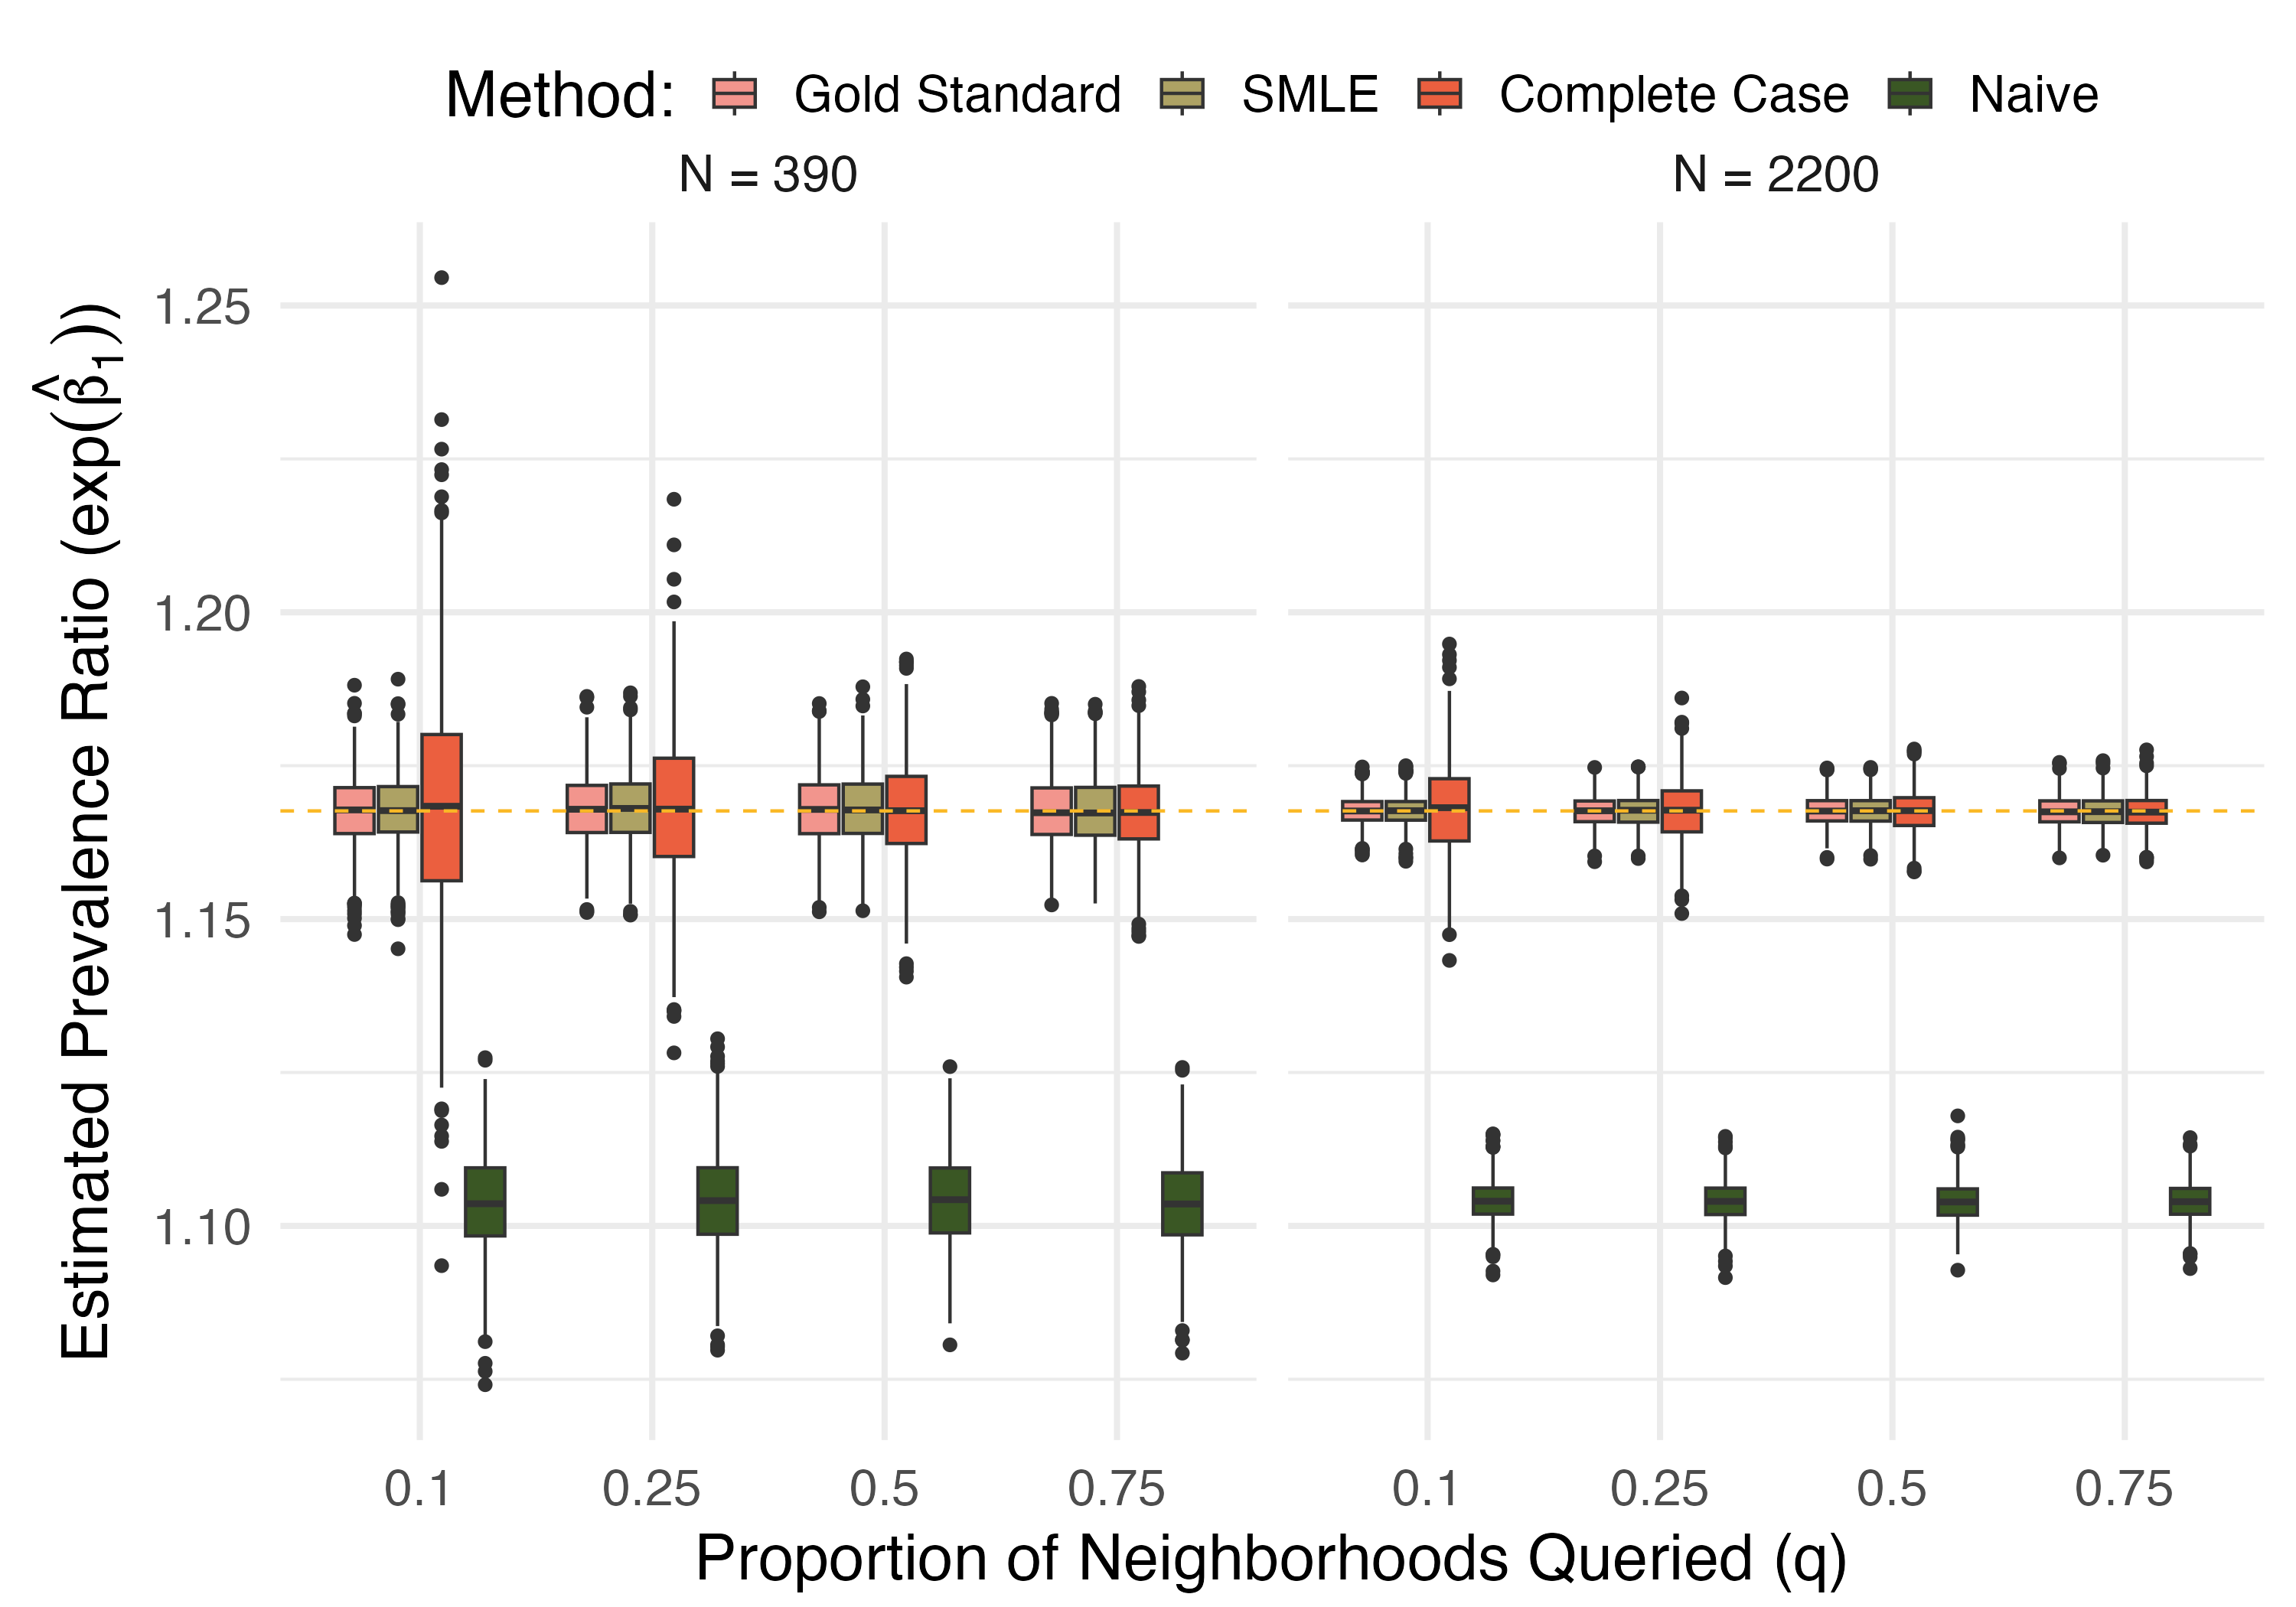 Method: Gold Standard SMLE Complete Case Naive
N = 390 N = 2200
Estimated Prevalence Ratio (exp(β̂₁))
1.25
1.20
1.15
1.10
0.1 0.25 0.5 0.75 0.1 0.25 0.5 0.75
Proportion of Neighborhoods Queried (q)